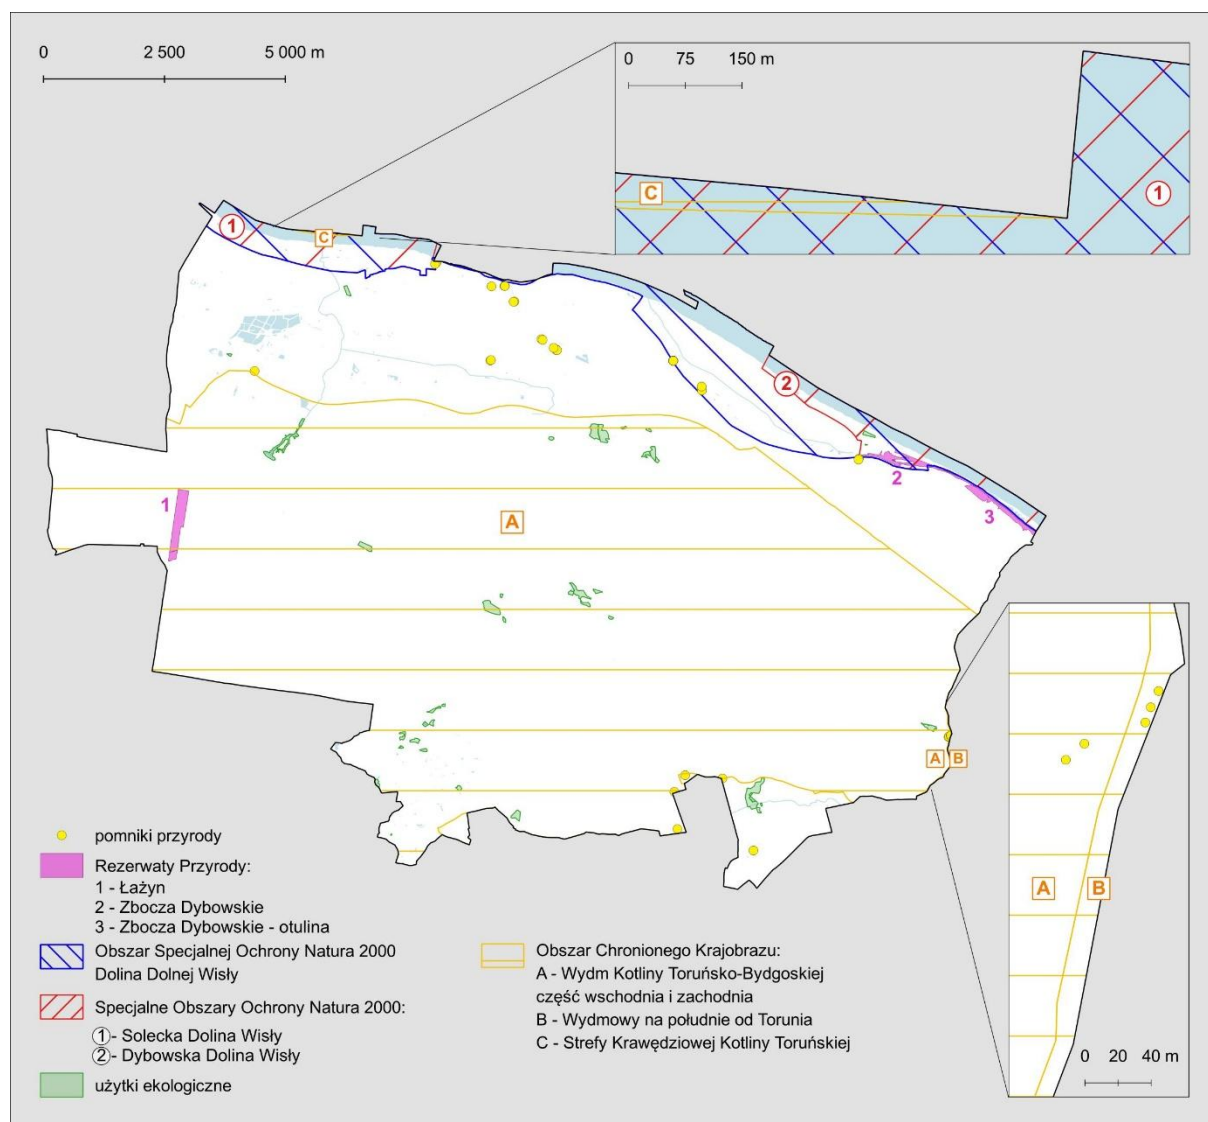 0 2 500 5 000 m
0 75 150 m
C
1
1
C
2
2
3
1
A
A B
A B
0 20 40 m
pomniki przyrody
Rezerwaty Przyrody:
1 - Łażyn
2 - Zbocza Dybowskie
3 - Zbocza Dybowskie - otulina
Obszar Specjalnej Ochrony Natura 2000
Dolina Dolnej Wisły
Specjalne Obszary Ochrony Natura 2000:
1 - Solecka Dolina Wisły
2 - Dybowska Dolina Wisły
użytki ekologiczne
Obszar Chronionego Krajobrazu:
A - Wydm Kotliny Toruńsko-Bydgoskiej
część wschodnia i zachodnia
B - Wydmowy na południe od Torunia
C - Strefy Krawędziowej Kotliny Toruńskiej